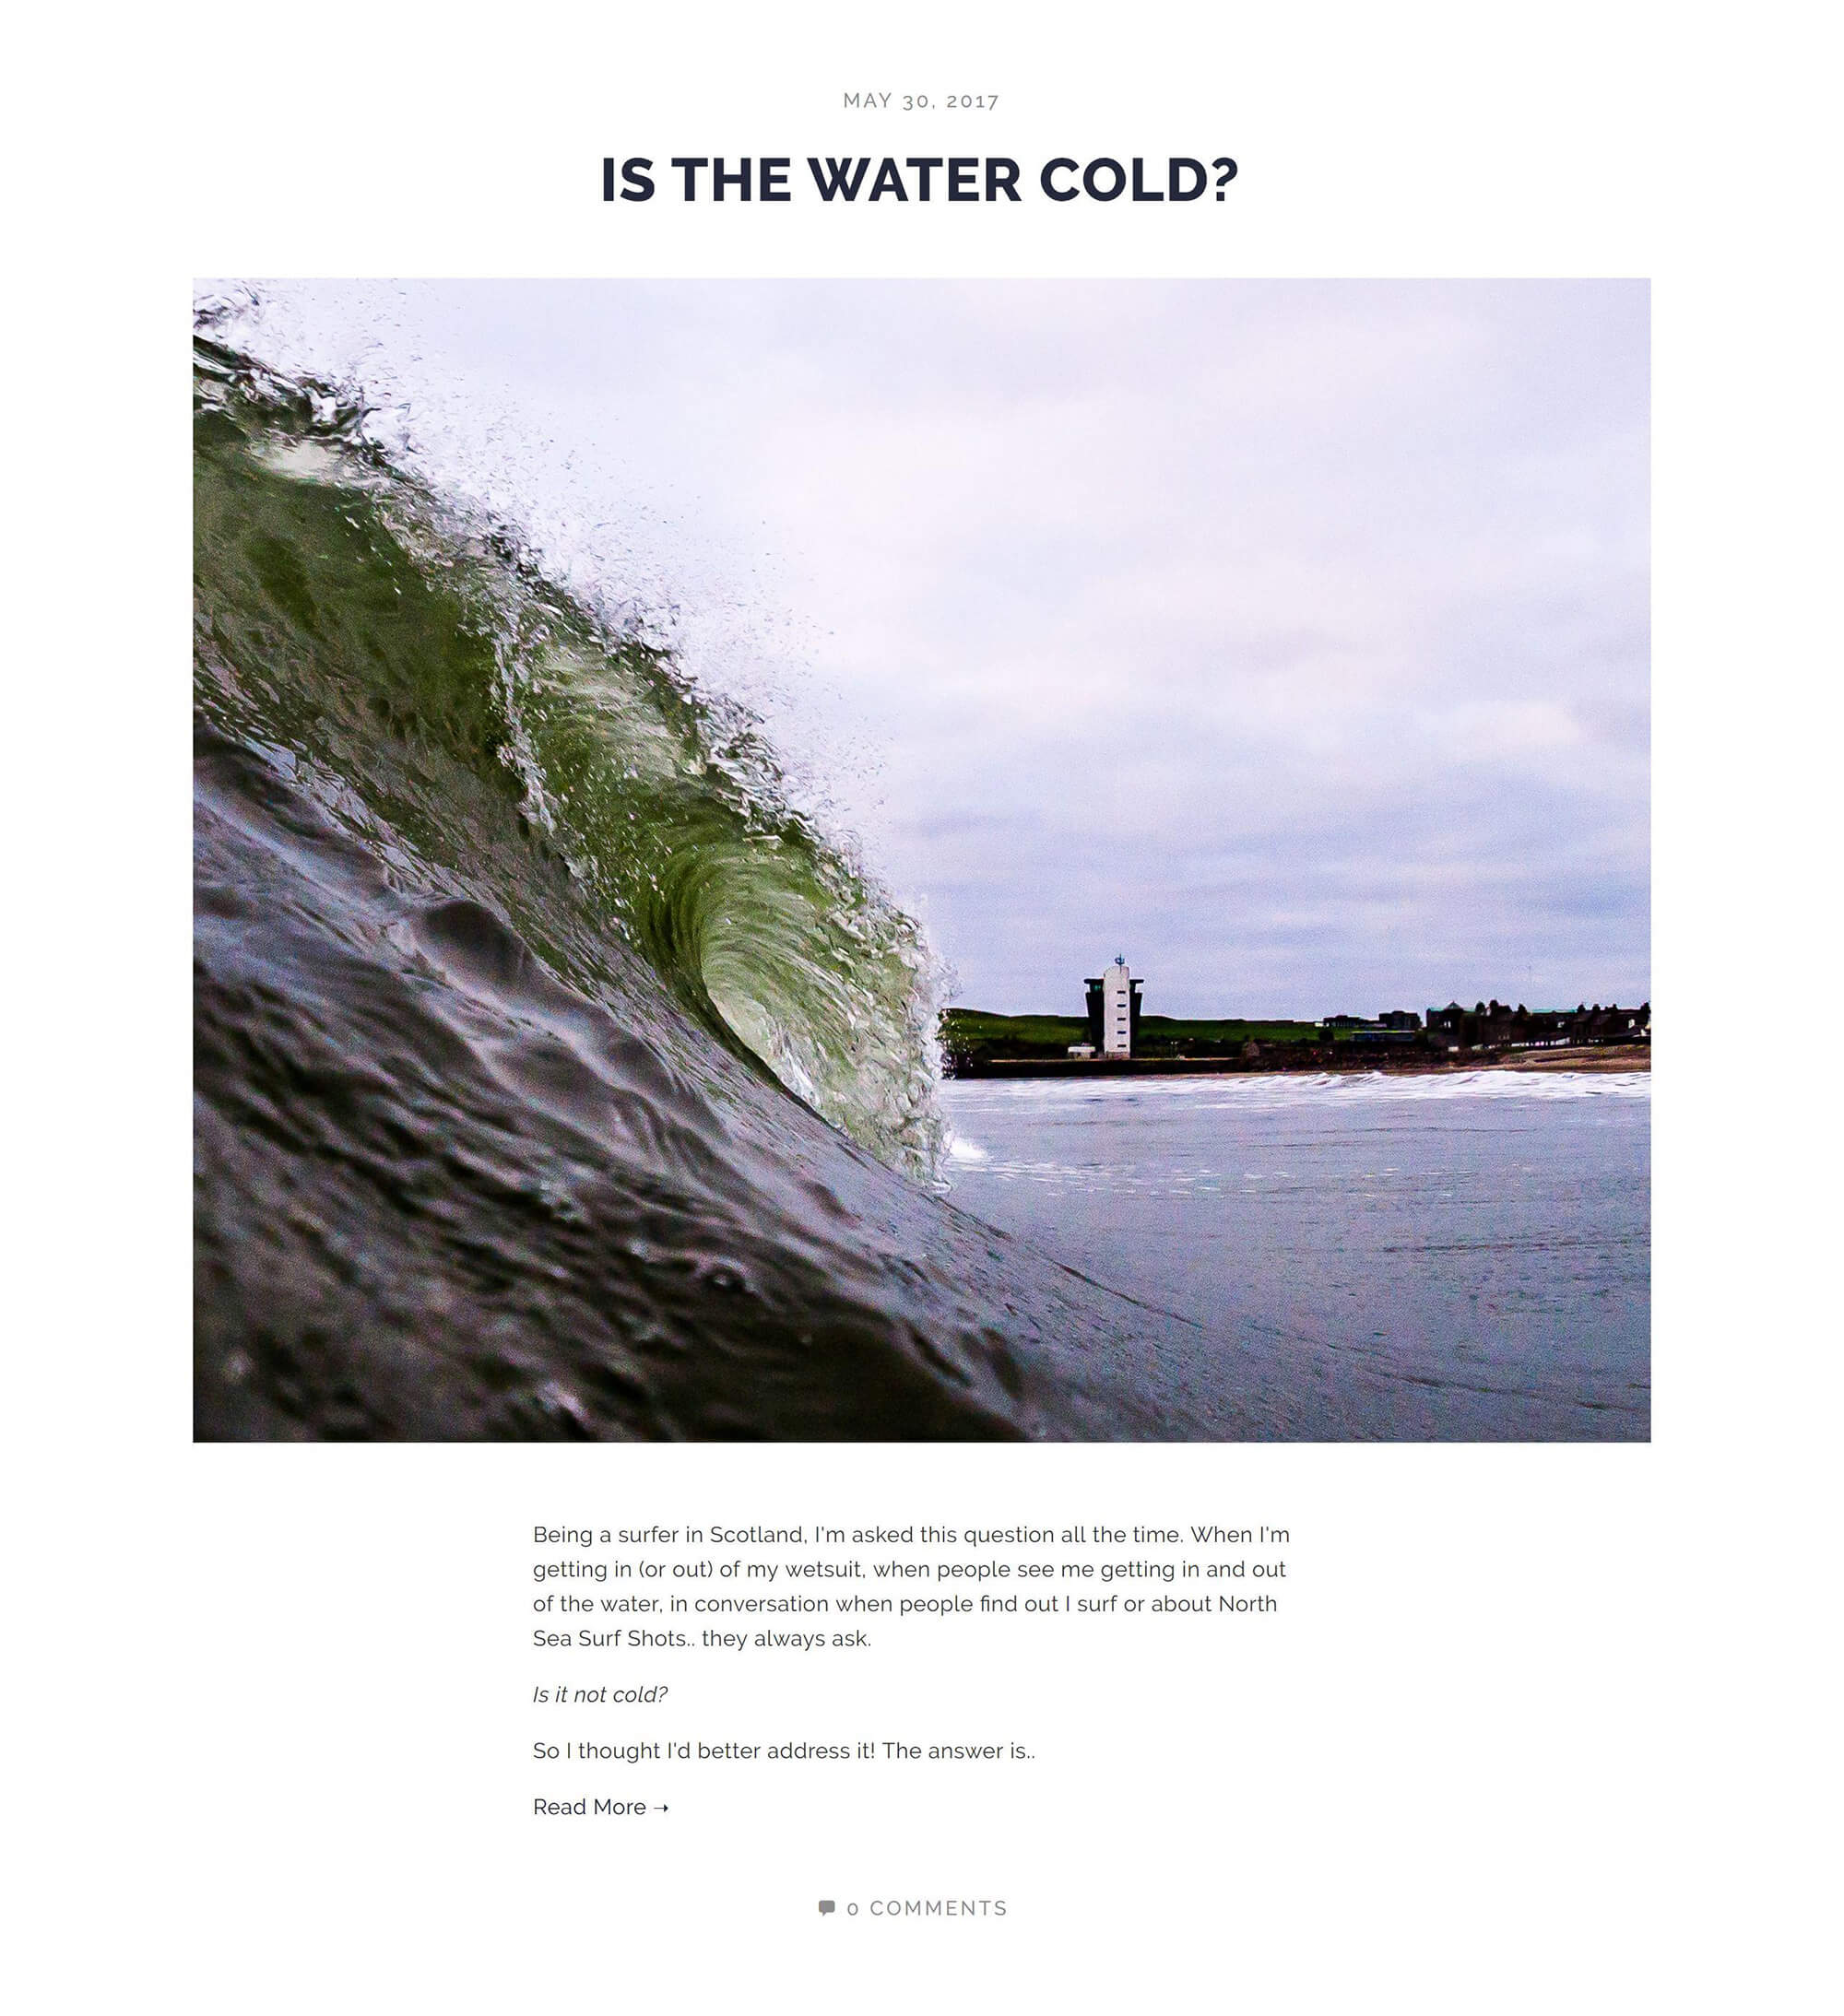 MAY 30, 2017
IS THE WATER COLD?
Being a surfer in Scotland, I'm asked this question all the time. When I'm
getting in (or out) of my wetsuit, when people see me getting in and out
of the water, in conversation when people find out I surf or about North
Sea Surf Shots.. they always ask.
Is it not cold?
So I thought I'd better address it! The answer is..
Read More →
0 COMMENTS